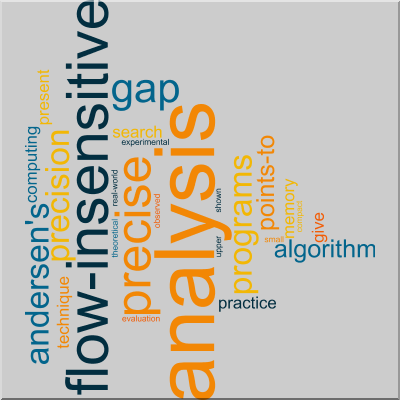 flow-insensitive
gap
present
computing
search
experimental
precision
andersen's
technique
real-world
theoretical
precise
observed
evaluation
analysis
shown
upper
programs
points-to
small
memory
compact
give
algorithm
practice